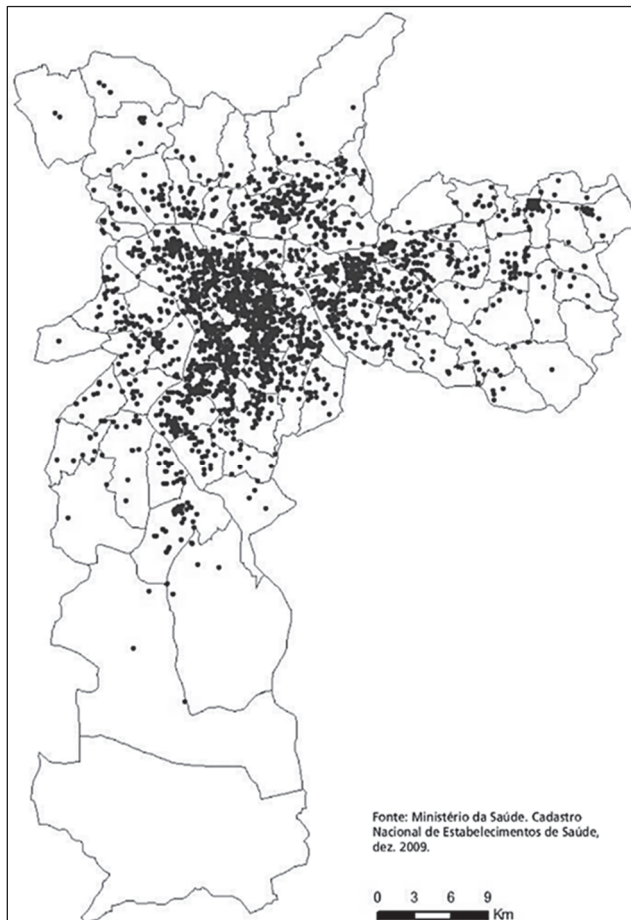 Fonte: Ministério da Saúde. Cadastro
Nacional de Estabelecimentos de Saúde,
dez. 2009.
0 3 6 9
Km